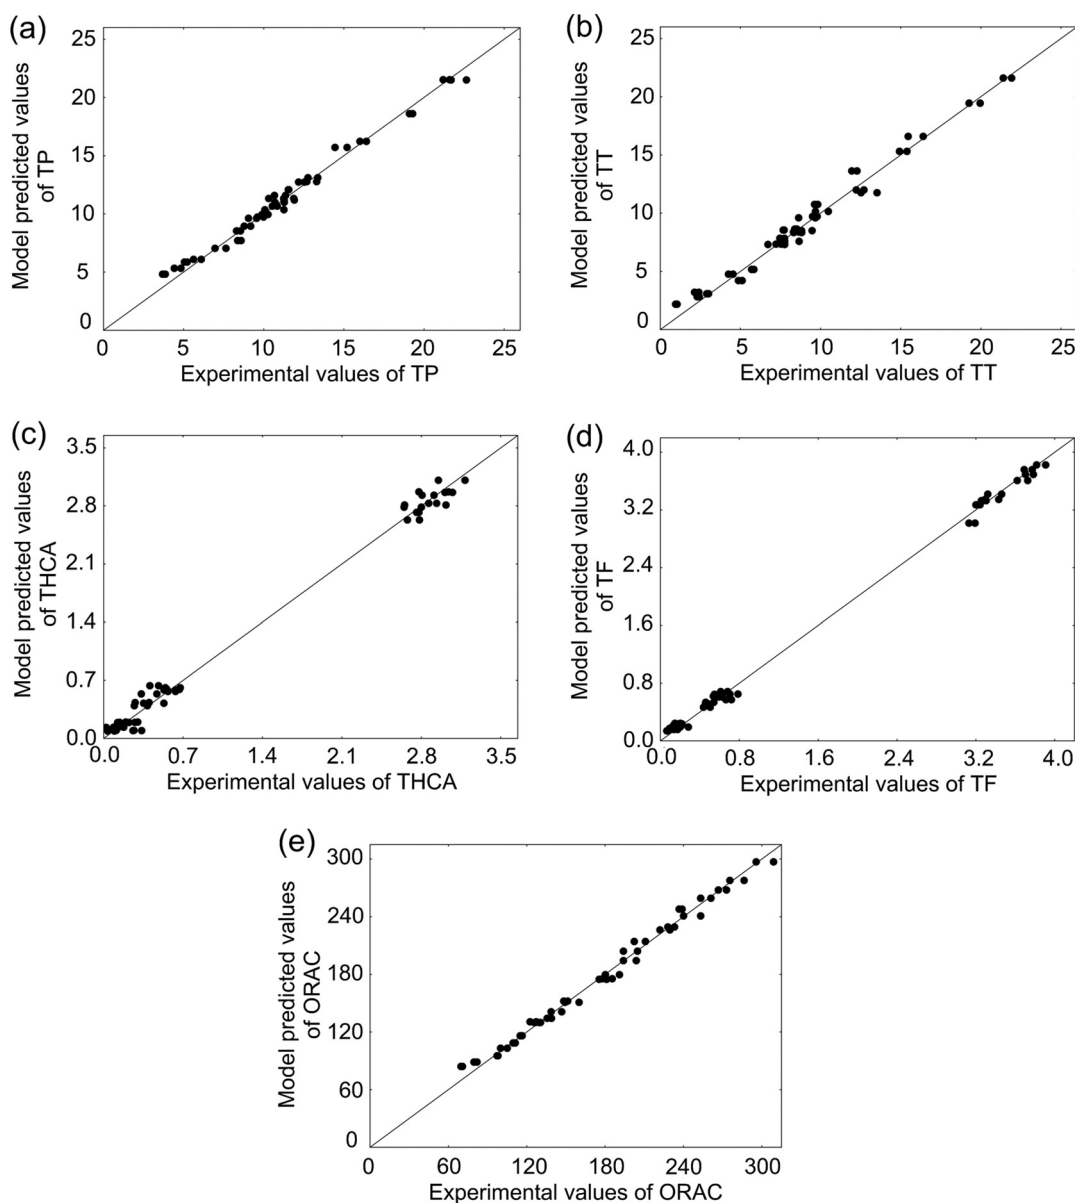 (a)
Model predicted values
of TP
25
20
15
10
5
0
0 5 10 15 20 25
Experimental values of TP
(b)
Model predicted values
of TT
25
20
15
10
5
0
0 5 10 15 20 25
Experimental values of TT
(c)
Model predicted values
of THCA
3.5
2.8
2.1
1.4
0.7
0.0
0.0 0.7 1.4 2.1 2.8 3.5
Experimental values of THCA
(d)
Model predicted values
of TF
4.0
3.2
2.4
1.6
0.8
0.0
0.0 0.8 1.6 2.4 3.2 4.0
Experimental values of TF
(e)
Model predicted values
of ORAC
300
240
180
120
60
0
0 60 120 180 240 300
Experimental values of ORAC